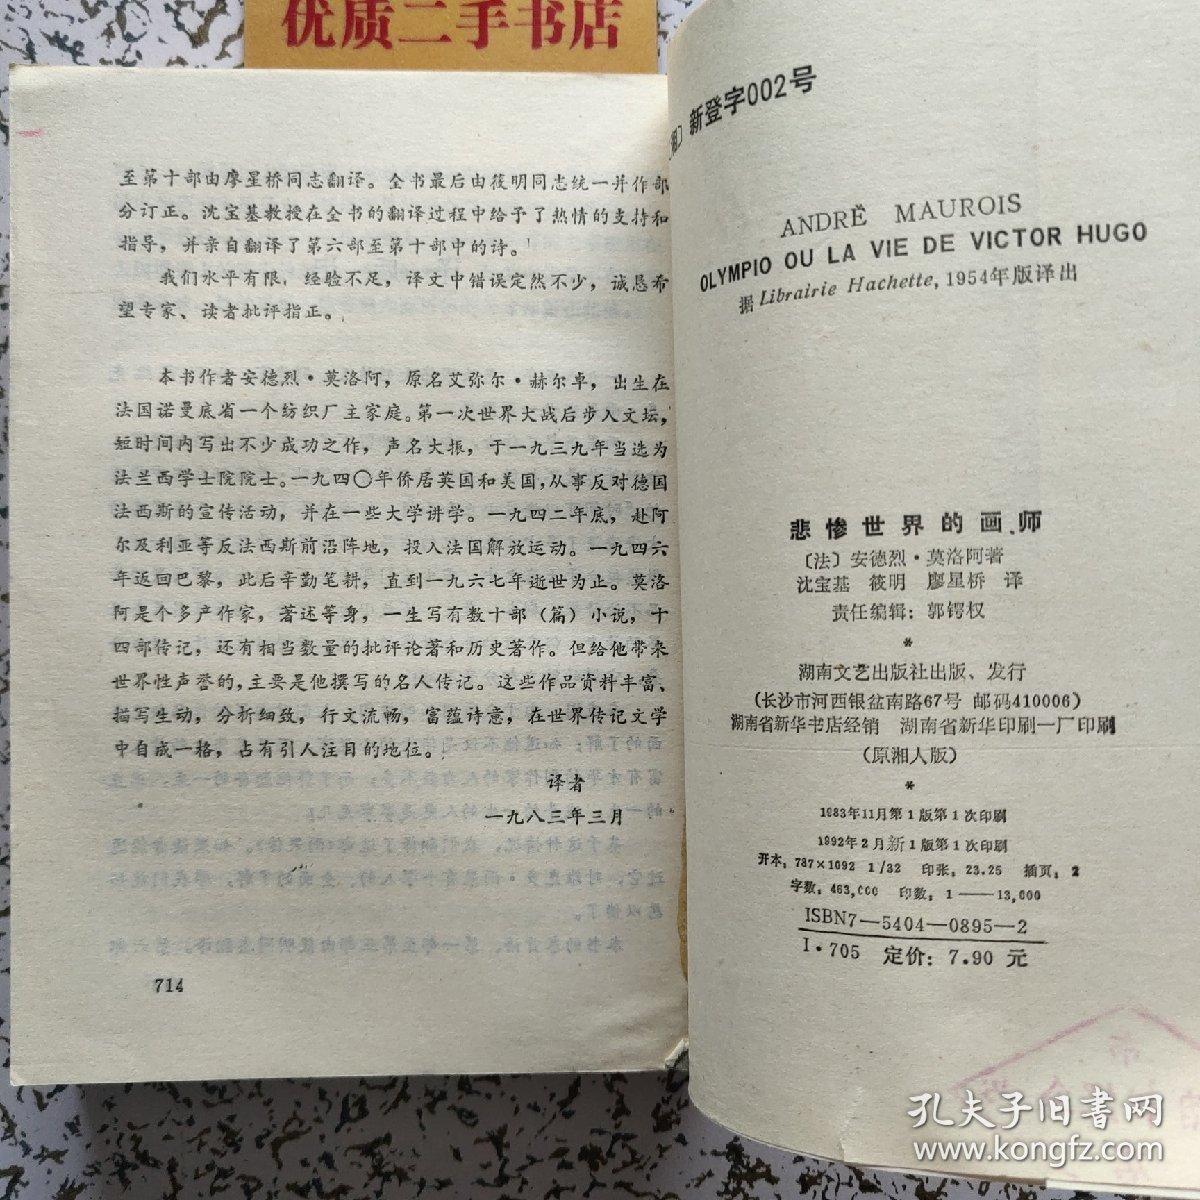 优质二手书店
至第十部由廖星桥同志翻译。全书最后由筱明同志统一并作部
分订正。沈宝基教授在全书的翻译过程中给予了热情的支持和
指导，并亲自翻译了第六部至第十部中的诗。
我们水平有限，经验不足，译文中错误定然不少，诚恳希
望专家、读者批评指正。
本书作者安德烈·莫洛阿，原名艾弥尔·赫尔卓，出生在
法国诺曼底省一个纺织厂主家庭。第一次世界大战后步入文坛，
短时间内写出不少成功之作，声名大振，于一九三九年当选为
法兰西学士院院士。一九四〇年侨居英国和美国，从事反对德国
法西斯的宣传活动，并在一些大学讲学。一九四二年底，赴阿
尔及利亚等反法西斯前沿阵地，投入法国解放运动。一九四六
年返回巴黎，此后辛勤笔耕，直到一九六七年逝世为止。莫洛
阿是个多产作家，著述等身，一生写有数十部（篇）小说，十
四部传记，还有相当数量的批评论著和历史著作。但给他带来
世界性声誉的，主要是他撰写的名人传记。这些作品资料丰富、
描写生动，分析细致，行文流畅，富蕴诗意，在世界传记文学
中自成一格，占有引人注目的地位。
译者
一九八三年三月
714
〔湘〕新登字002号
ANDRÈ MAUROIS
OLYMPIO OU LA VIE DE VICTOR HUGO
据Librairie Hachette, 1954年版译出
悲惨世界的画师
〔法〕安德烈·莫洛阿著
沈宝基 筱明 廖星桥 译
责任编辑：郭锷权
*
湖南文艺出版社出版、发行
(长沙市河西银盆南路67号 邮码410006)
湖南省新华书店经销 湖南省新华印刷一厂印刷
（原湘人版）
*
1983年11月第1版第1次印刷
1992年2月新1版第1次印刷
开本：787×1092 1/32 印张：23.25 插页：2
字数：463,000 印数：1——13,000
ISBN7—5404—0895—2
I·705 定价：7.90 元
孔夫子旧书网
www.kongfz.com